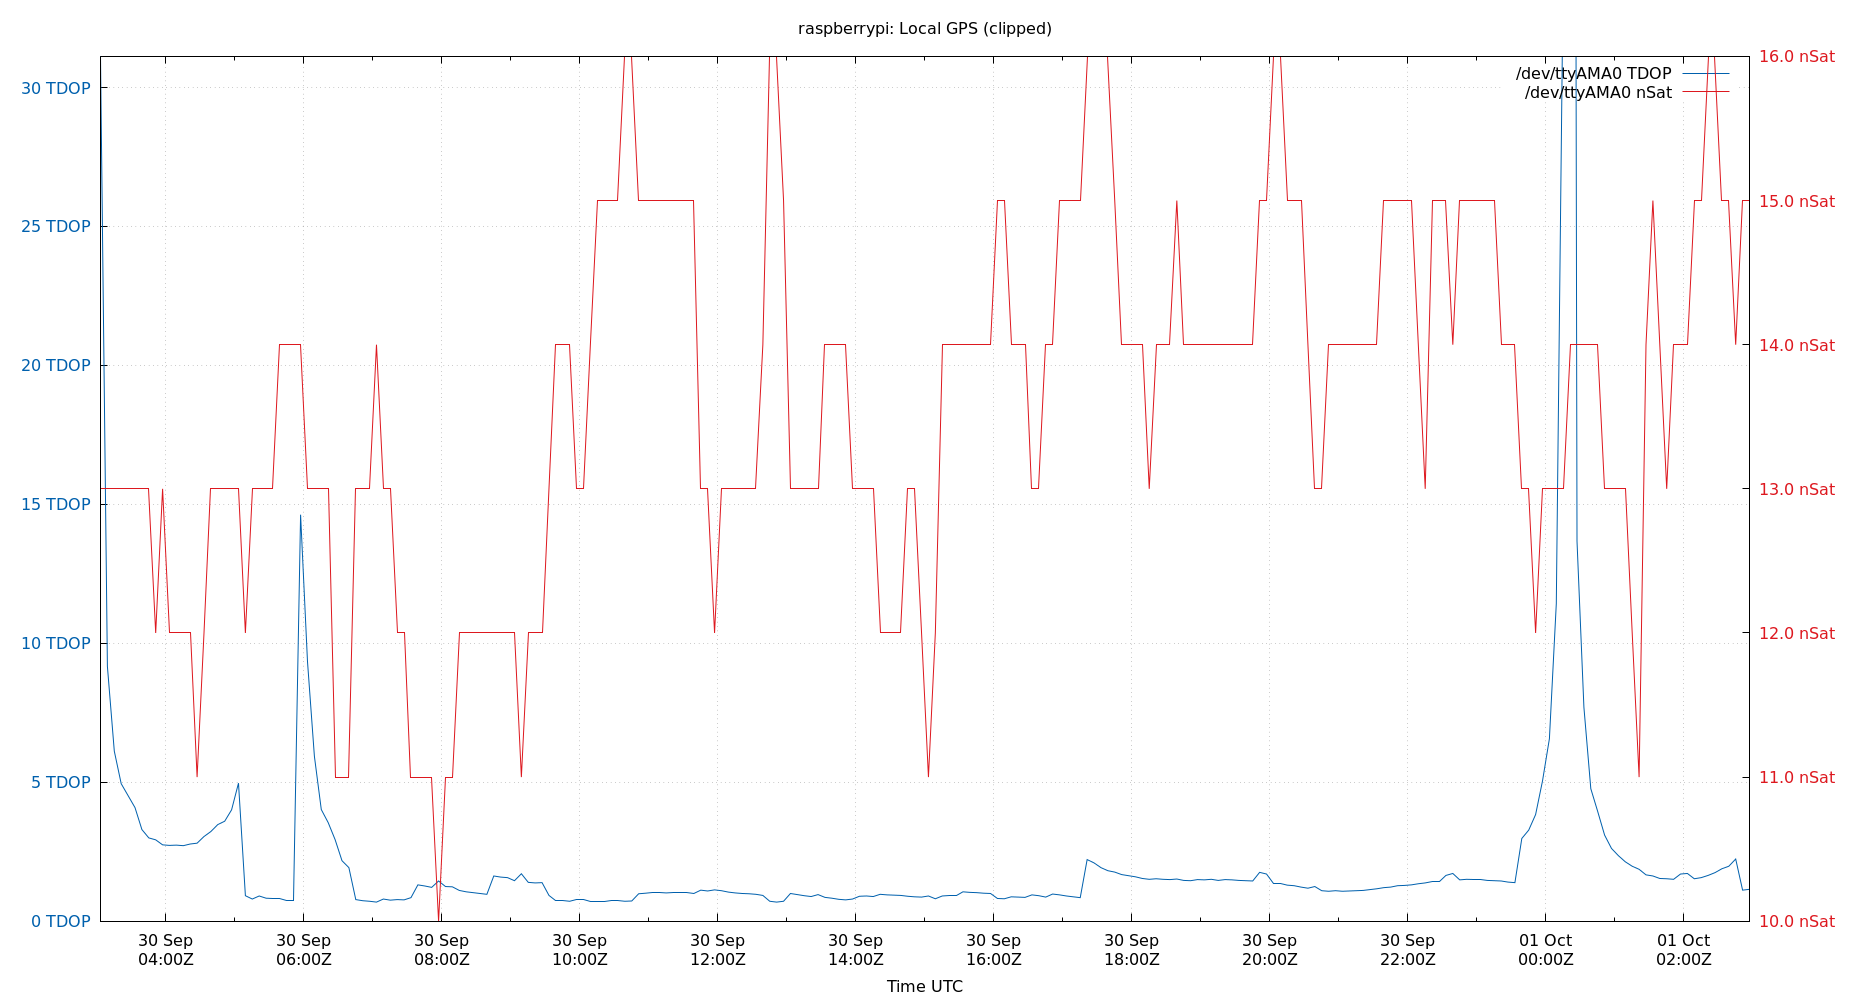 raspberrypi: Local GPS (clipped)
/dev/ttyAMA0 TDOP
/dev/ttyAMA0 nSat
30 TDOP
25 TDOP
20 TDOP
15 TDOP
10 TDOP
5 TDOP
0 TDOP
16.0 nSat
15.0 nSat
14.0 nSat
13.0 nSat
12.0 nSat
11.0 nSat
10.0 nSat
30 Sep 30 Sep 30 Sep 30 Sep 30 Sep 30 Sep 30 Sep 30 Sep 30 Sep 30 Sep 01 Oct 01 Oct
04:00Z 06:00Z 08:00Z 10:00Z 12:00Z 14:00Z 16:00Z 18:00Z 20:00Z 22:00Z 00:00Z 02:00Z
Time UTC